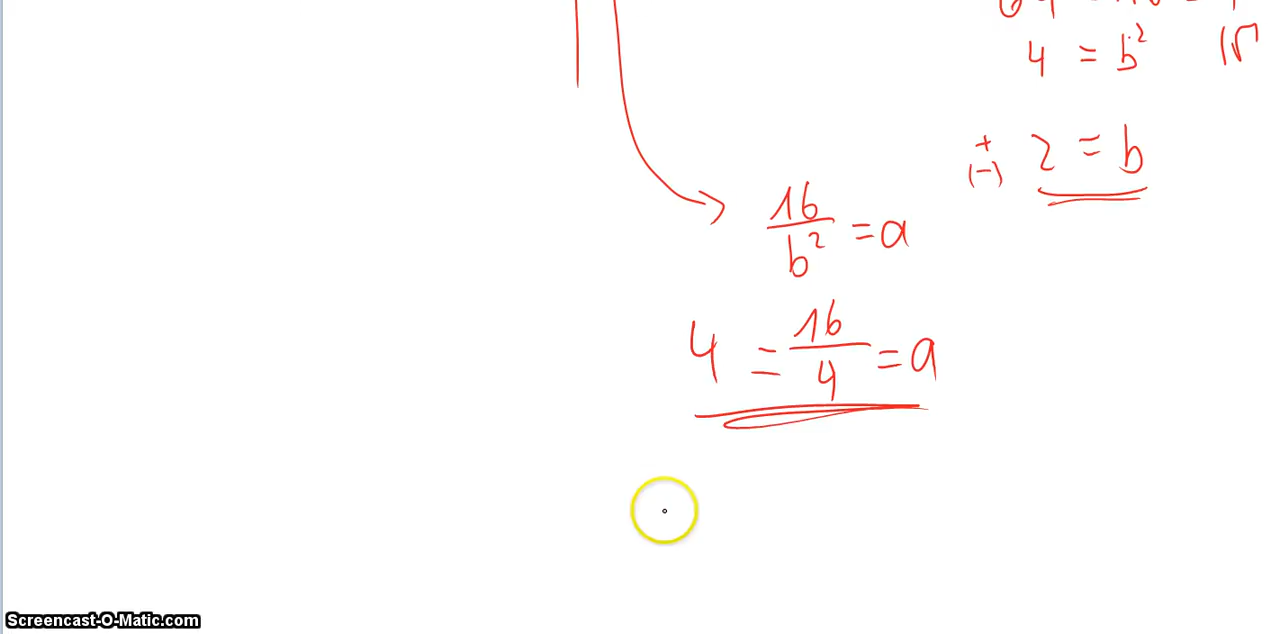 4 = b²
+
(-) 2 = b
16/b² = a
4 = 16/4 = a
Screencast-O-Matic.com